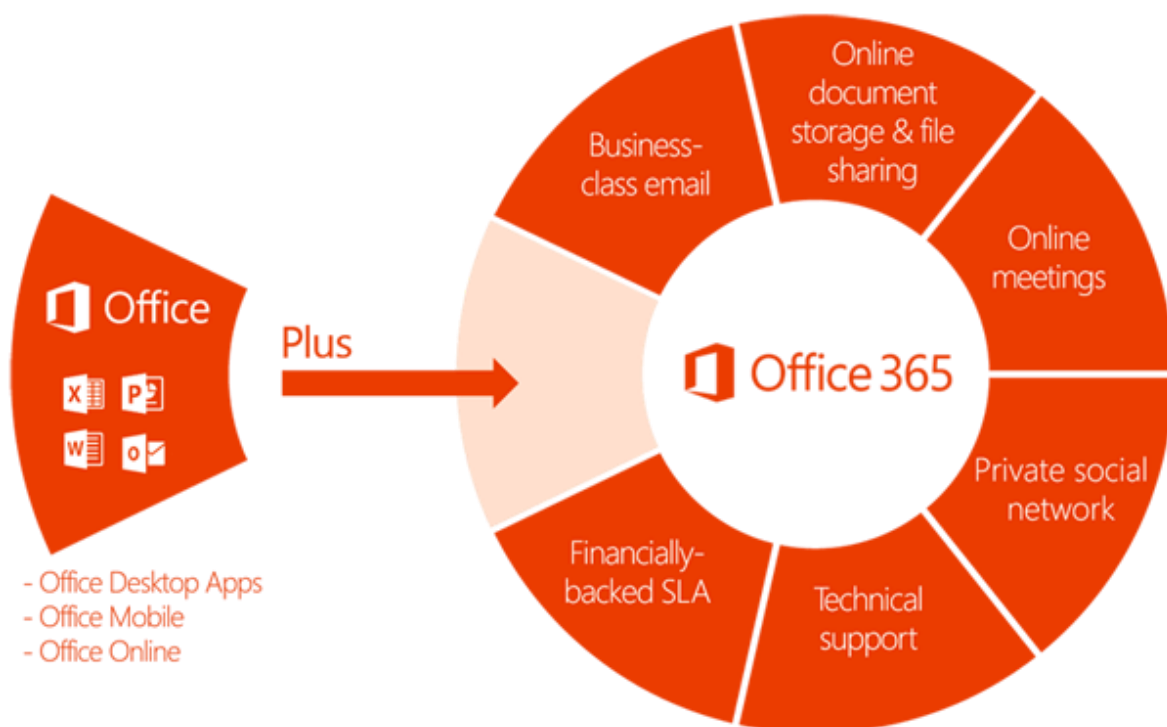 Office
X P
W O
- Office Desktop Apps
- Office Mobile
- Office Online
Plus
Business-
class email
Online
document
storage & file
sharing
Online
meetings
Private social
network
Technical
support
Financially-
backed SLA
Office 365